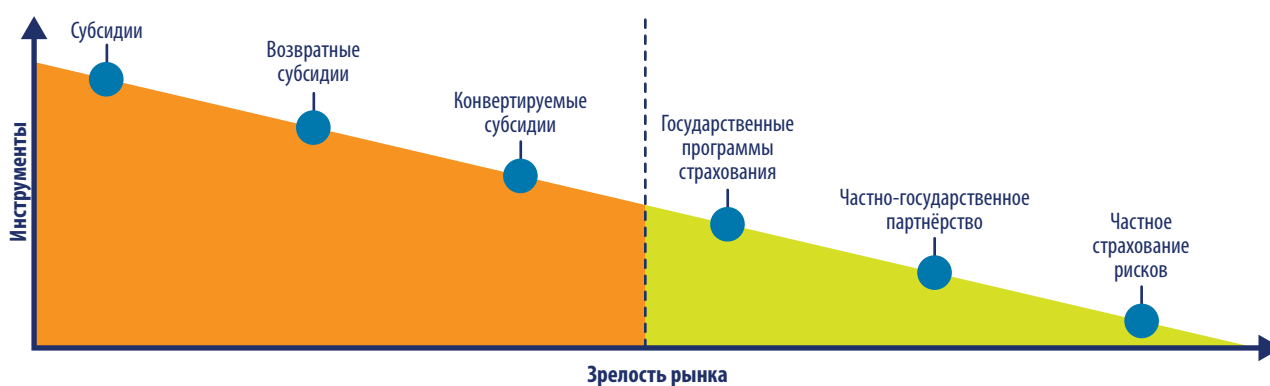 Субсидии
Возвратные
субсидии
Конвертируемые
субсидии
Государственные
программы
страхования
Частно-государственное
партнёрство
Частное
страхование
рисков
Инструменты
Зрелость рынка